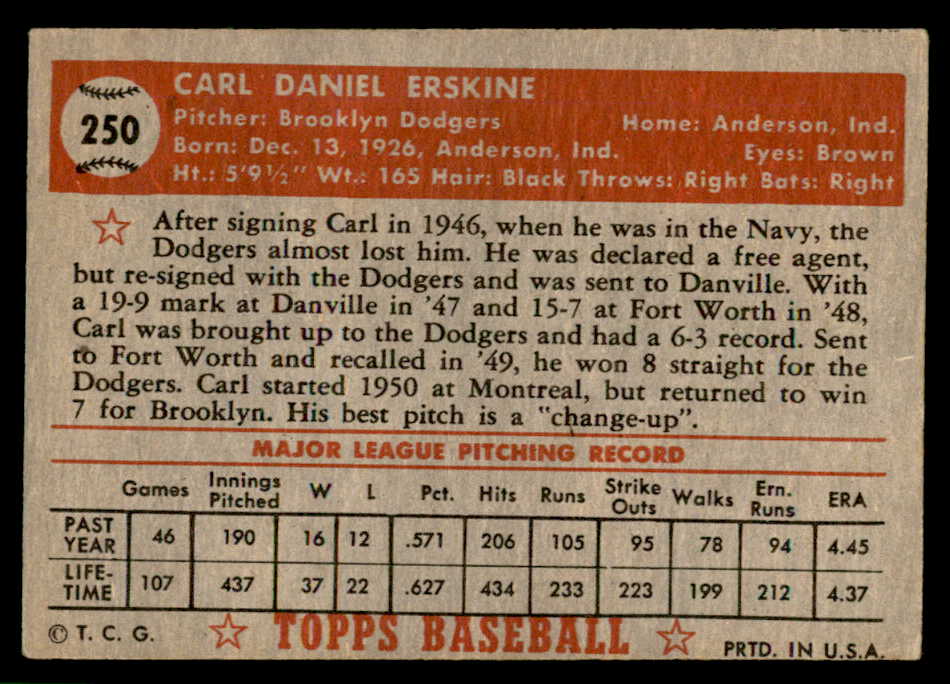 CARL DANIEL ERSKINE
250
Pitcher: Brooklyn Dodgers Home: Anderson, Ind.
Born: Dec. 13, 1926, Anderson, Ind. Eyes: Brown
Ht.: 5'9½" Wt.: 165 Hair: Black Throws: Right Bats: Right
After signing Carl in 1946, when he was in the Navy, the
Dodgers almost lost him. He was declared a free agent,
but re-signed with the Dodgers and was sent to Danville. With
a 19-9 mark at Danville in '47 and 15-7 at Fort Worth in '48,
Carl was brought up to the Dodgers and had a 6-3 record. Sent
to Fort Worth and recalled in '49, he won 8 straight for the
Dodgers. Carl started 1950 at Montreal, but returned to win
7 for Brooklyn. His best pitch is a "change-up".
MAJOR LEAGUE PITCHING RECORD
Games Innings Pitched W L Pct. Hits Runs Strike Outs Walks Ern. Runs ERA
PAST YEAR 46 190 16 12 .571 206 105 95 78 94 4.45
LIFE-TIME 107 437 37 22 .627 434 233 223 199 212 4.37
© T. C. G. TOPPS BASEBALL PRTD. IN U.S.A.